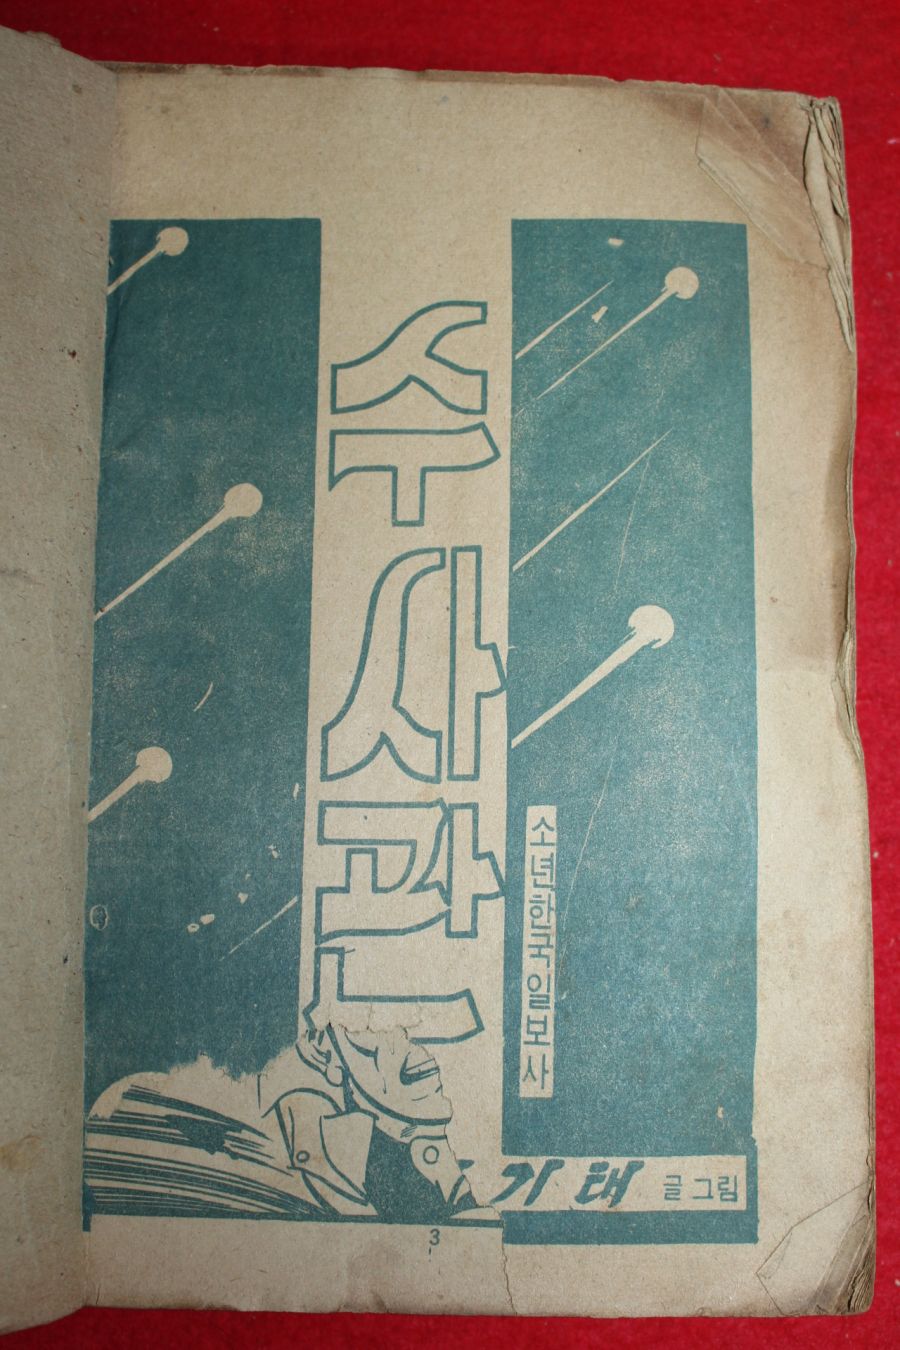 수사관
소년한국일보사
기태 글 그림
3